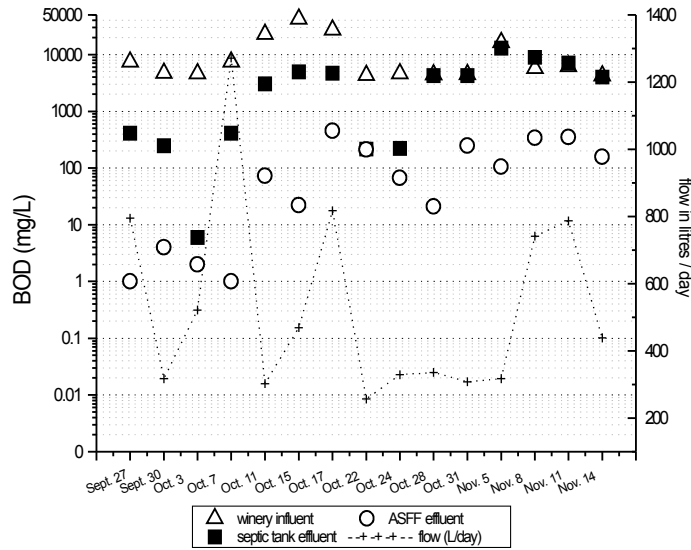 50000
10000
1000
100
10
1
0.1
0.01
0
BOD (mg/L)
1400
1200
1000
800
600
400
200
flow in litres / day
Sept. 27
Sept. 30
Oct. 3
Oct. 7
Oct. 11
Oct. 15
Oct. 17
Oct. 22
Oct. 24
Oct. 28
Oct. 31
Nov. 5
Nov. 8
Nov. 11
Nov. 14
winery influent
ASFF effluent
septic tank effluent
flow (L/day)